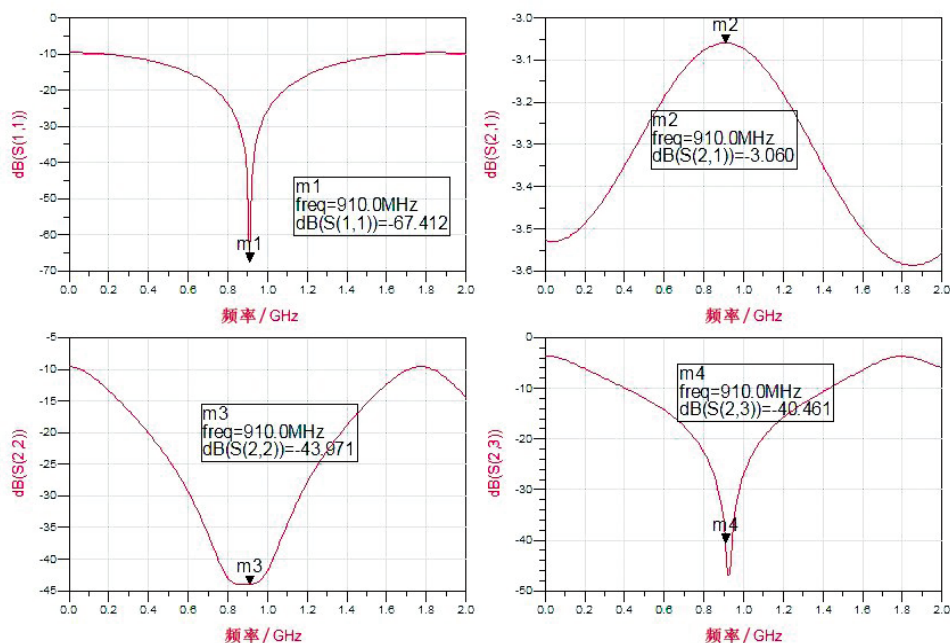 dB(S(1,1))
0
-10
-20
-30
-40
-50
-60
-70
m1
freq=910.0MHz
dB(S(1,1))=-67.412
m1
0.0 0.2 0.4 0.6 0.8 1.0 1.2 1.4 1.6 1.8 2.0
频率/GHz
dB(S(2,1))
-3.0
-3.1
-3.2
-3.3
-3.4
-3.5
-3.6
m2
m2
freq=910.0MHz
dB(S(2,1))=-3.060
0.0 0.2 0.4 0.6 0.8 1.0 1.2 1.4 1.6 1.8 2.0
频率/GHz
dB(S(2,2))
-5
-10
-15
-20
-25
-30
-35
-40
-45
m3
freq=910.0MHz
dB(S(2,2))=-43.971
m3
0.0 0.2 0.4 0.6 0.8 1.0 1.2 1.4 1.6 1.8 2.0
频率/GHz
dB(S(2,3))
0
-10
-20
-30
-40
-50
m4
freq=910.0MHz
dB(S(2,3))=-40.461
m4
0.0 0.2 0.4 0.6 0.8 1.0 1.2 1.4 1.6 1.8 2.0
频率/GHz